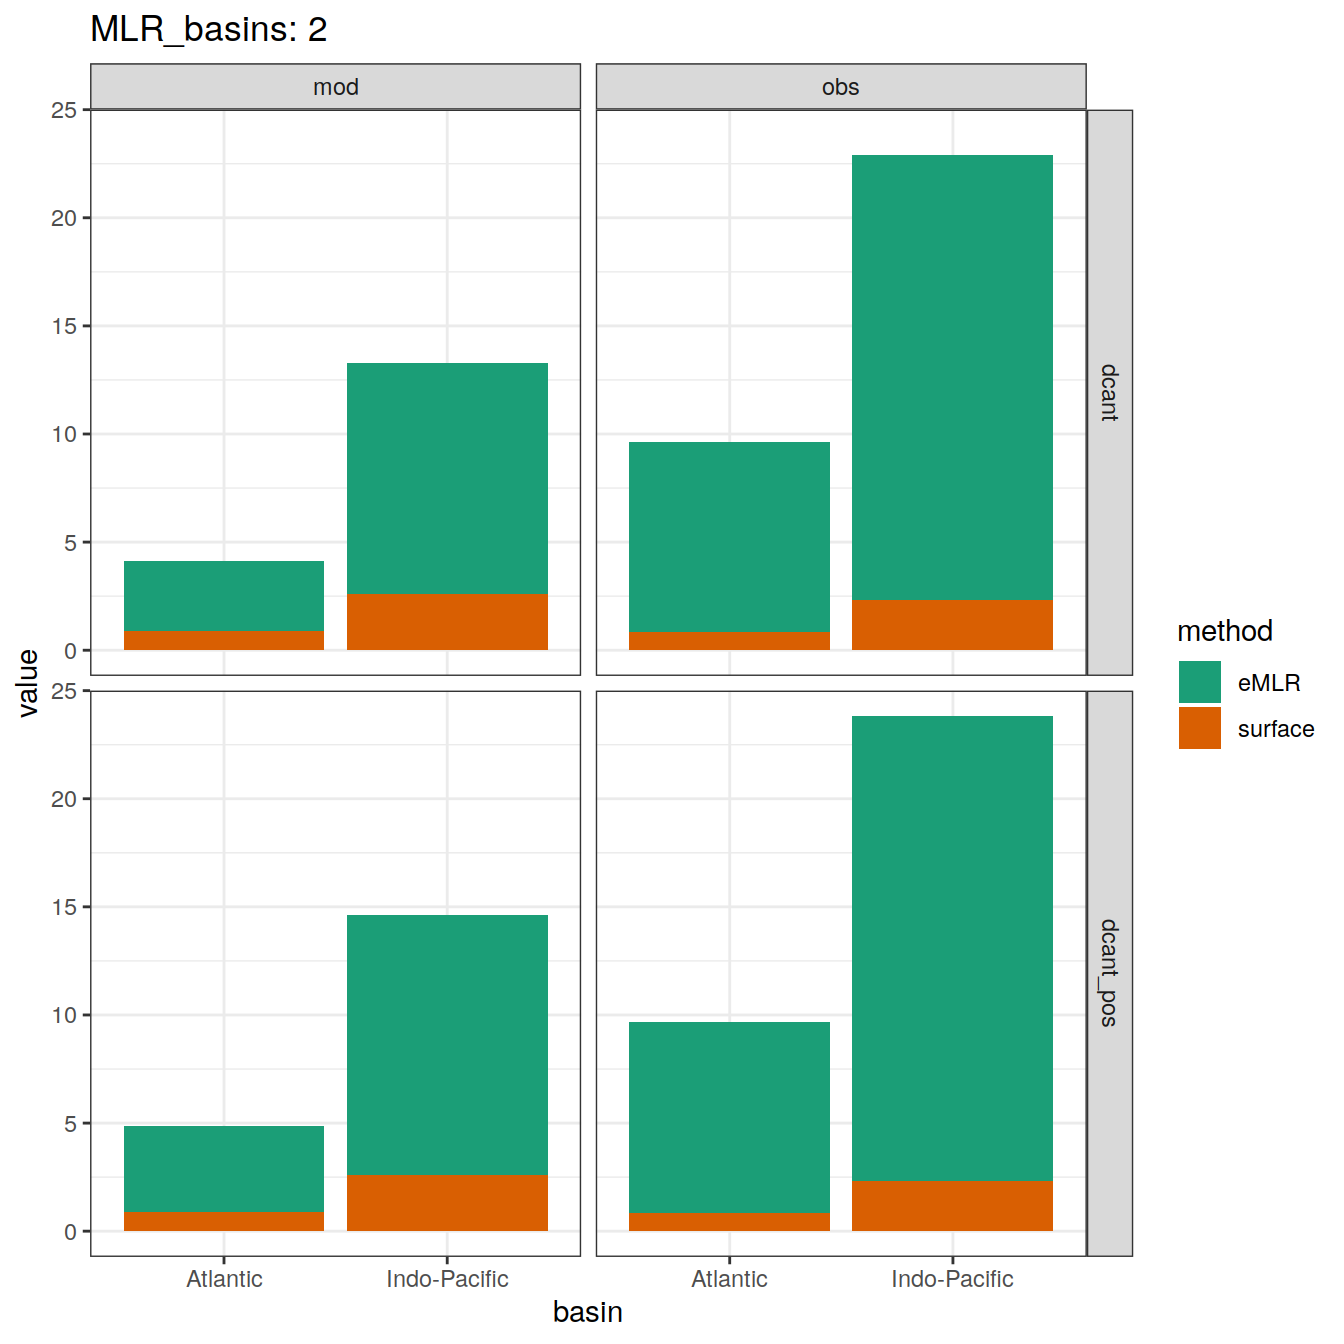 MLR_basins: 2
mod
obs
25
20
15
10
5
0
dcant
25
20
15
10
5
0
dcant_pos
value
Atlantic
Indo-Pacific
Atlantic
Indo-Pacific
basin
method
eMLR
surface